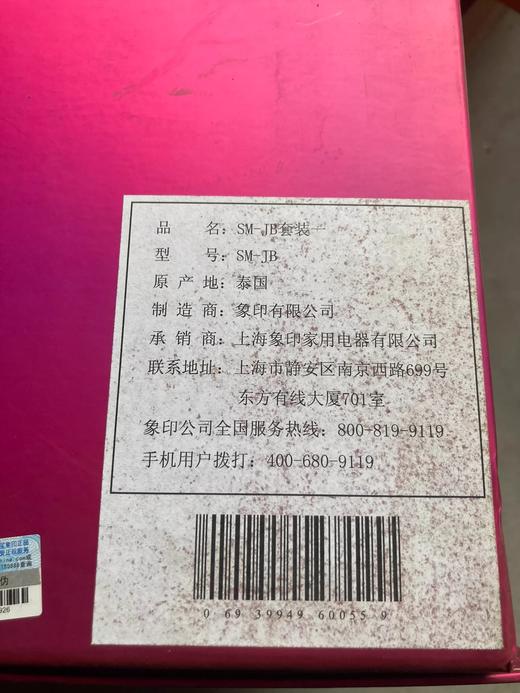 品 名: SM-JB套装一
型 号: SM-JB
原 产 地: 泰国
制 造 商: 象印有限公司
承 销 商: 上海象印家用电器有限公司
联系地址: 上海市静安区南京西路699号
东方有线大厦701室
象印公司全国服务热线: 800-819-9119
手机用户拨打: 400-680-9119
0 69 39949 60055 9
926